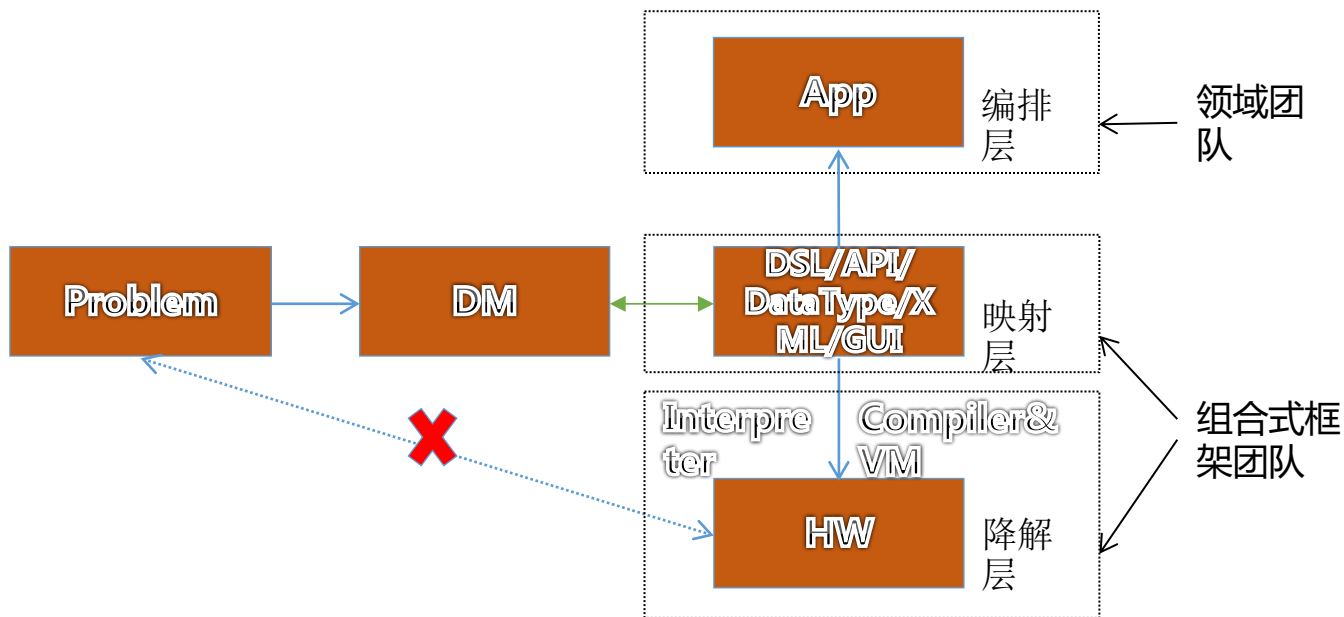 App
编排
层
领域团
队
Problem
DM
DSL/API/
DataType/X
ML/GUI
映射
层
Interpre
ter
Compiler&
VM
组合式框
架团队
HW
降解
层